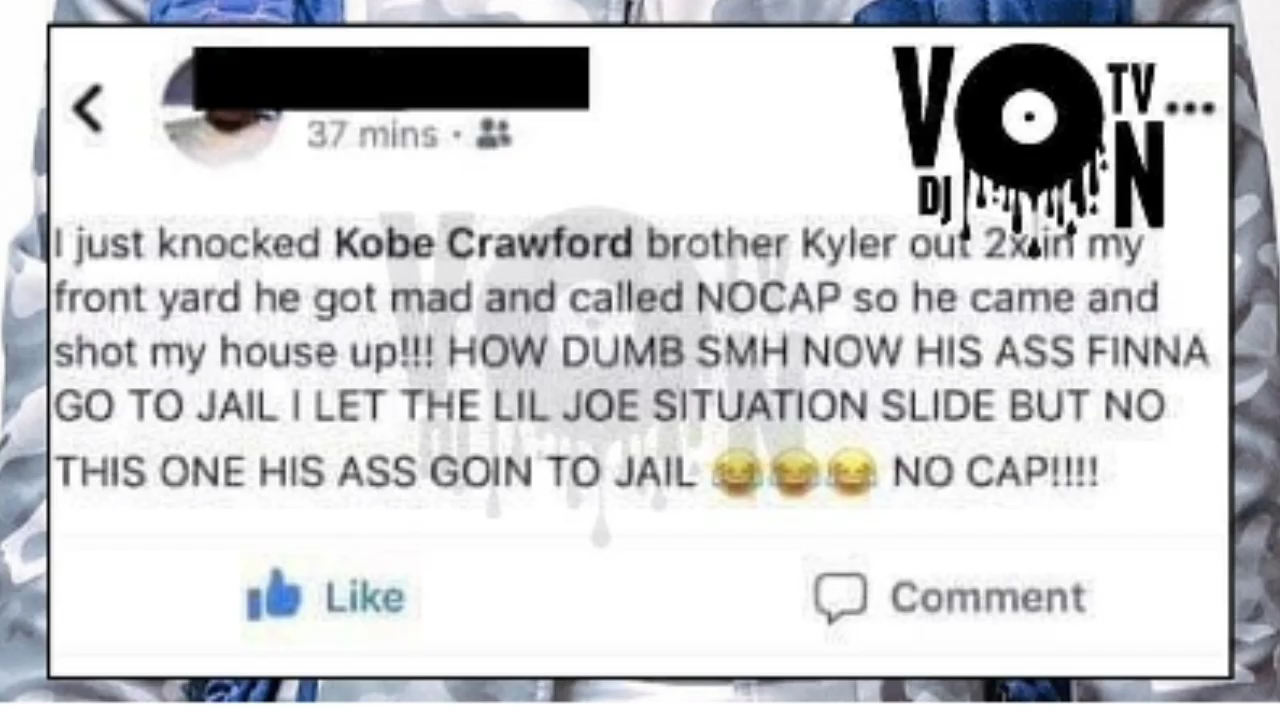 VON TV
DJ
37 mins ·
I just knocked Kobe Crawford brother Kyler out 2x in my
front yard he got mad and called NOCAP so he came and
shot my house up!!! HOW DUMB SMH NOW HIS ASS FINNA
GO TO JAIL I LET THE LIL JOE SITUATION SLIDE BUT NO
THIS ONE HIS ASS GOIN TO JAIL 😂😂😂 NO CAP!!!!
Like
Comment